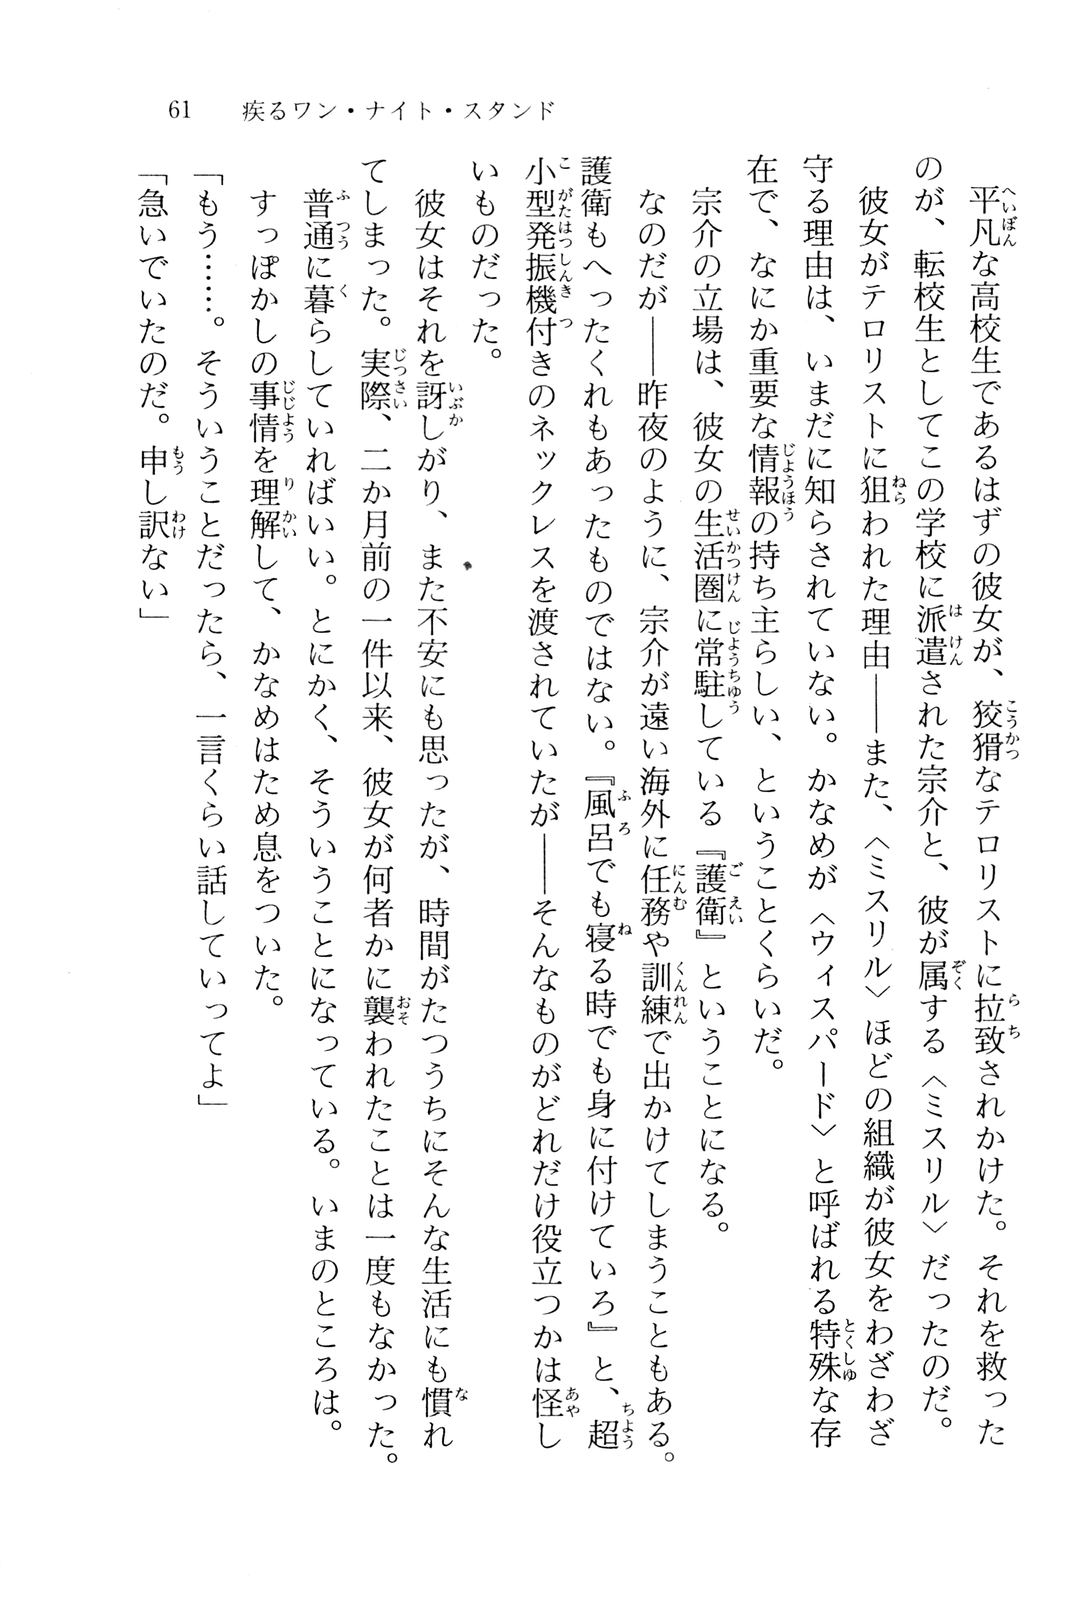 61　疾るワン・ナイト・スタンド
　平凡な高校生であるはずの彼女が、狡猾なテロリストに拉致されかけた。それを救った
のが、転校生としてこの学校に派遣された宗介と、彼が属する〈ミスリル〉だったのだ。
　彼女がテロリストに狙われた理由――また、〈ミスリル〉ほどの組織が彼女をわざわざ
守る理由は、いまだに知らされていない。かなめが〈ウィスパード〉と呼ばれる特殊な存
在で、なにか重要な情報の持ち主らしい、ということくらいだ。
　宗介の立場は、彼女の生活圏に常駐している『護衛』ということになる。
　なのだが――昨夜のように、宗介が遠い海外に任務や訓練で出かけてしまうこともある。
護衛もへったくれもあったものではない。『風呂でも寝る時でも身に付けていろ』と、超
小型発振機付きのネックレスを渡されていたが――そんなものがどれだけ役立つかは怪し
いものだった。
　彼女はそれを訝しがり、また不安にも思ったが、時間がたつうちにそんな生活にも慣れ
てしまった。実際、二か月前の一件以来、彼女が何者かに襲われたことは一度もなかった。
　普通に暮らしていればいい。とにかく、そういうことになっている。いまのところは。
　すっぽかしの事情を理解して、かなめはため息をついた。
「もう……。そういうことだったら、一言くらい話していってよ」
「急いでいたのだ。申し訳ない」